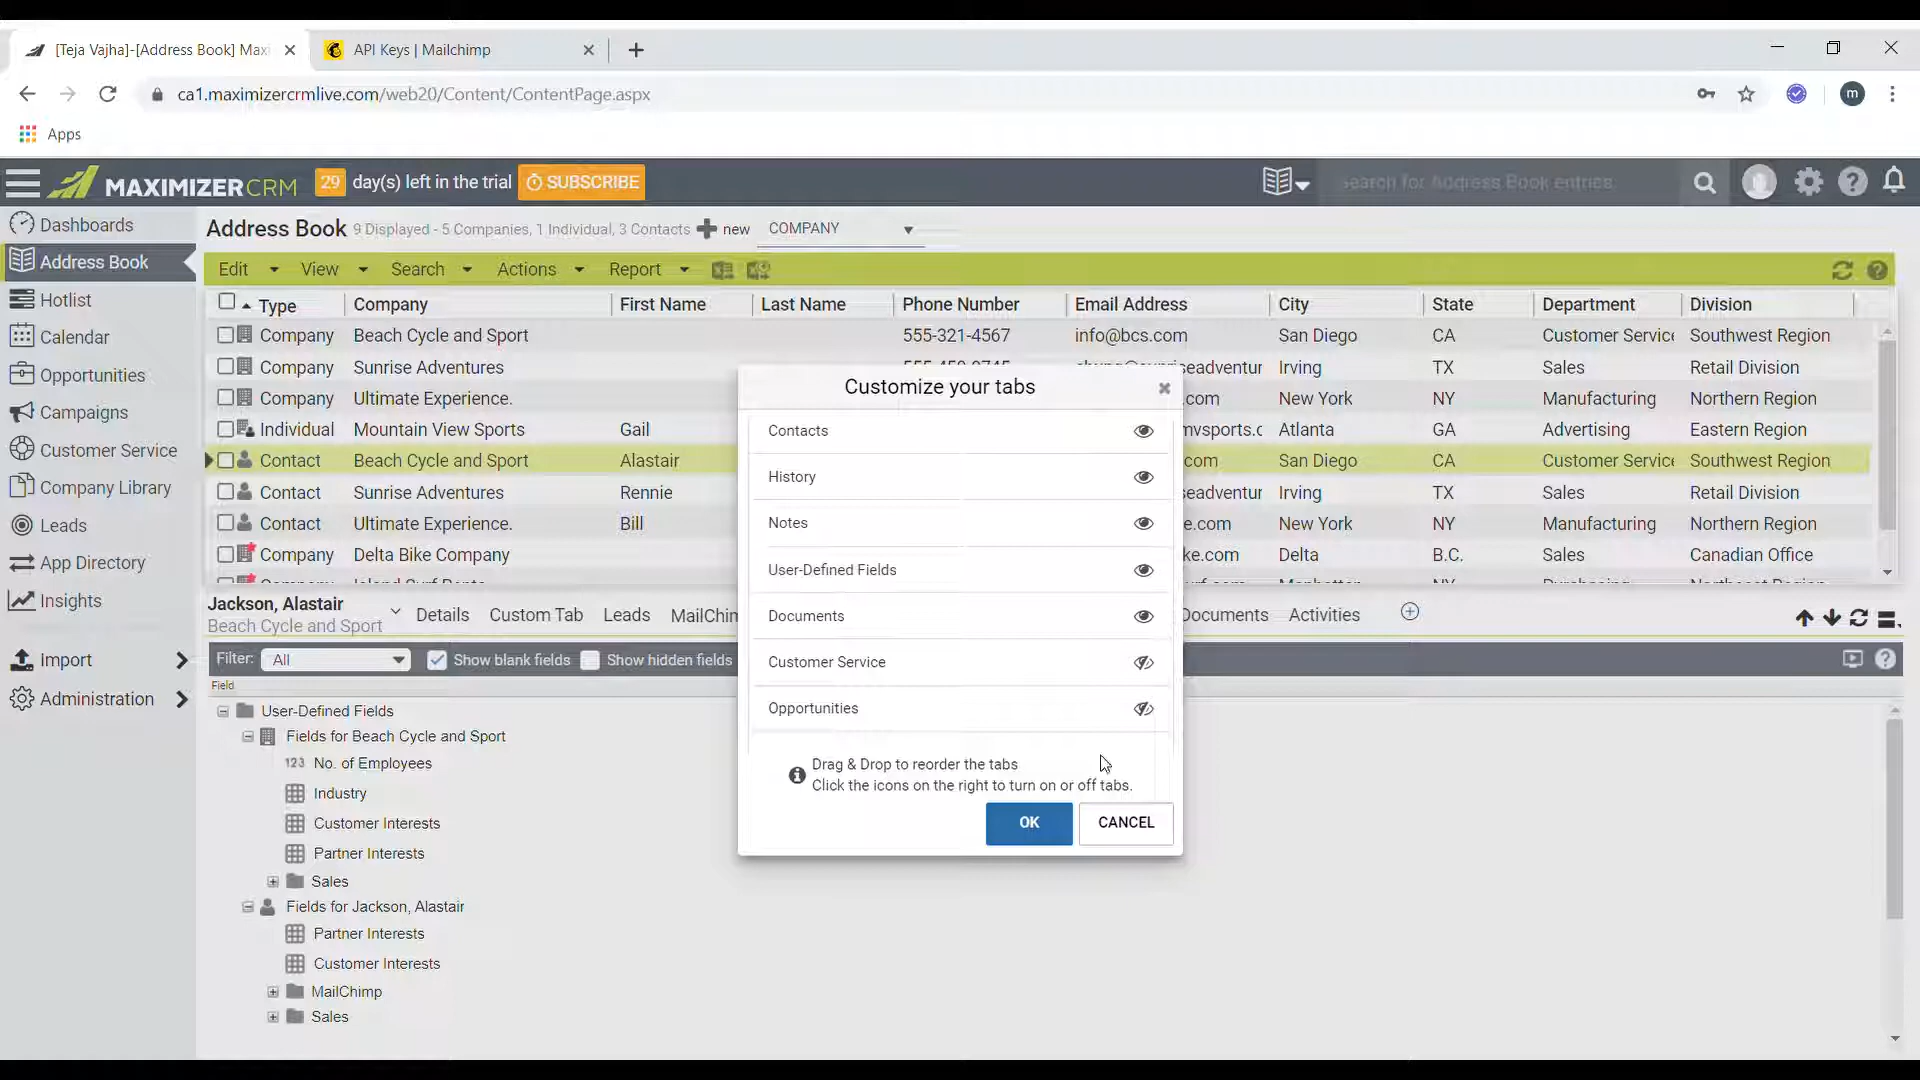 [Teja Vajha]-[Address Book] Maxi
API Keys | Mailchimp
ca1.maximizercrmlive.com/web20/Content/ContentPage.aspx
m
Apps
MAXIMIZERCRM 29 day(s) left in the trial SUBSCRIBE
Search for Address Book entries
Dashboards
Address Book
Hotlist
Calendar
Opportunities
Campaigns
Customer Service
Company Library
Leads
App Directory
Insights
Import
Administration
Address Book 9 Displayed - 5 Companies, 1 Individual, 3 Contacts new COMPANY
Edit View Search Actions Report
Type Company First Name Last Name Phone Number Email Address City State Department Division
Company Beach Cycle and Sport 555-321-4567 info@bcs.com San Diego CA Customer Service Southwest Region
Company Sunrise Adventures Irving TX Sales Retail Division
Company Ultimate Experience. .com New York NY Manufacturing Northern Region
Individual Mountain View Sports Gail mvsports.c Atlanta GA Advertising Eastern Region
Contact Beach Cycle and Sport Alastair com San Diego CA Customer Service Southwest Region
Contact Sunrise Adventures Rennie seadventur Irving TX Sales Retail Division
Contact Ultimate Experience. Bill e.com New York NY Manufacturing Northern Region
Company Delta Bike Company ke.com Delta B.C. Sales Canadian Office
Customize your tabs
Contacts
History
Notes
User-Defined Fields
Documents
Customer Service
Opportunities
Drag & Drop to reorder the tabs
Click the icons on the right to turn on or off tabs.
OK CANCEL
Jackson, Alastair
Beach Cycle and Sport
Details Custom Tab Leads MailChim Documents Activities
Filter: All Show blank fields Show hidden fields
Field
User-Defined Fields
Fields for Beach Cycle and Sport
123 No. of Employees
Industry
Customer Interests
Partner Interests
Sales
Fields for Jackson, Alastair
Partner Interests
Customer Interests
MailChimp
Sales